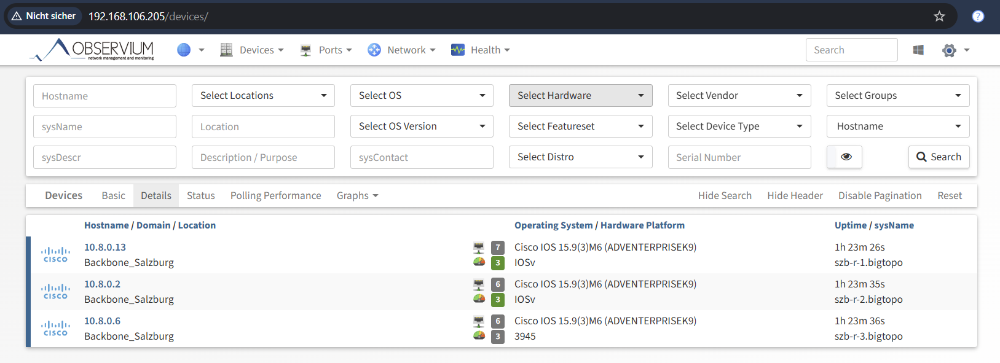 Nicht sicher 192.168.106.205/devices/
OBSERVIUM
network management and monitoring
Devices Ports Network Health Search
Hostname Select Locations Select OS Select Hardware Select Vendor Select Groups
sysName Location Select OS Version Select Featureset Select Device Type Hostname
sysDescr Description / Purpose sysContact Select Distro Serial Number Search
Devices Basic Details Status Polling Performance Graphs Hide Search Hide Header Disable Pagination Reset
Hostname / Domain / Location Operating System / Hardware Platform Uptime / sysName
CISCO 10.8.0.13 7 Cisco IOS 15.9(3)M6 (ADVENTERPRISEK9) 1h 23m 26s
Backbone_Salzburg 3 IOSv szb-r-1.bigtopo
CISCO 10.8.0.2 6 Cisco IOS 15.9(3)M6 (ADVENTERPRISEK9) 1h 23m 35s
Backbone_Salzburg 3 IOSv szb-r-2.bigtopo
CISCO 10.8.0.6 6 Cisco IOS 15.9(3)M6 (ADVENTERPRISEK9) 1h 23m 36s
Backbone_Salzburg 3 3945 szb-r-3.bigtopo